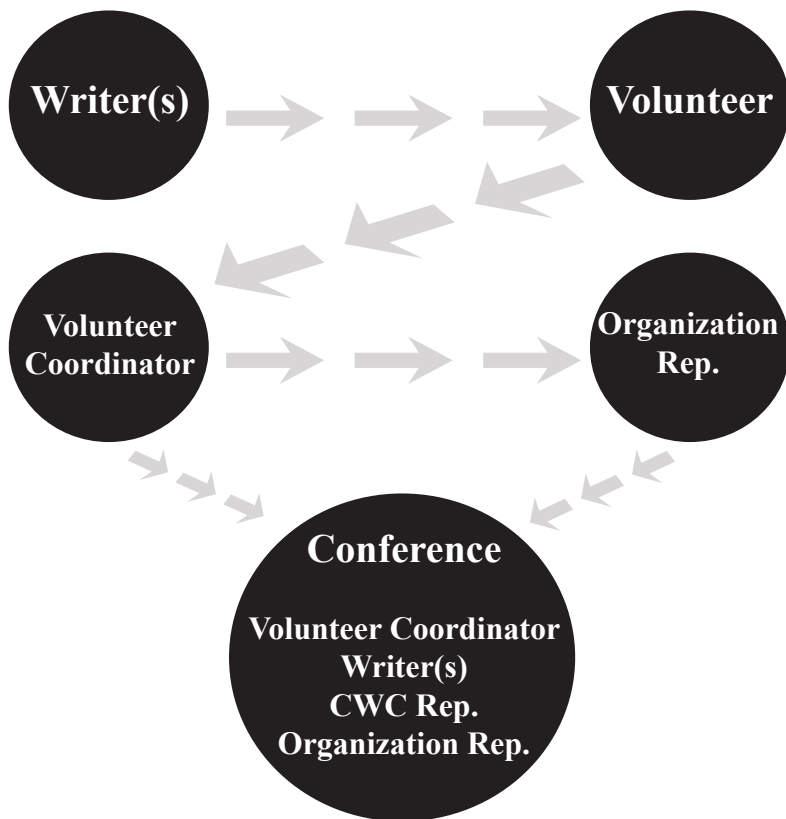 Writer(s)
Volunteer
Volunteer
Coordinator
Organization
Rep.
Conference
Volunteer Coordinator
Writer(s)
CWC Rep.
Organization Rep.